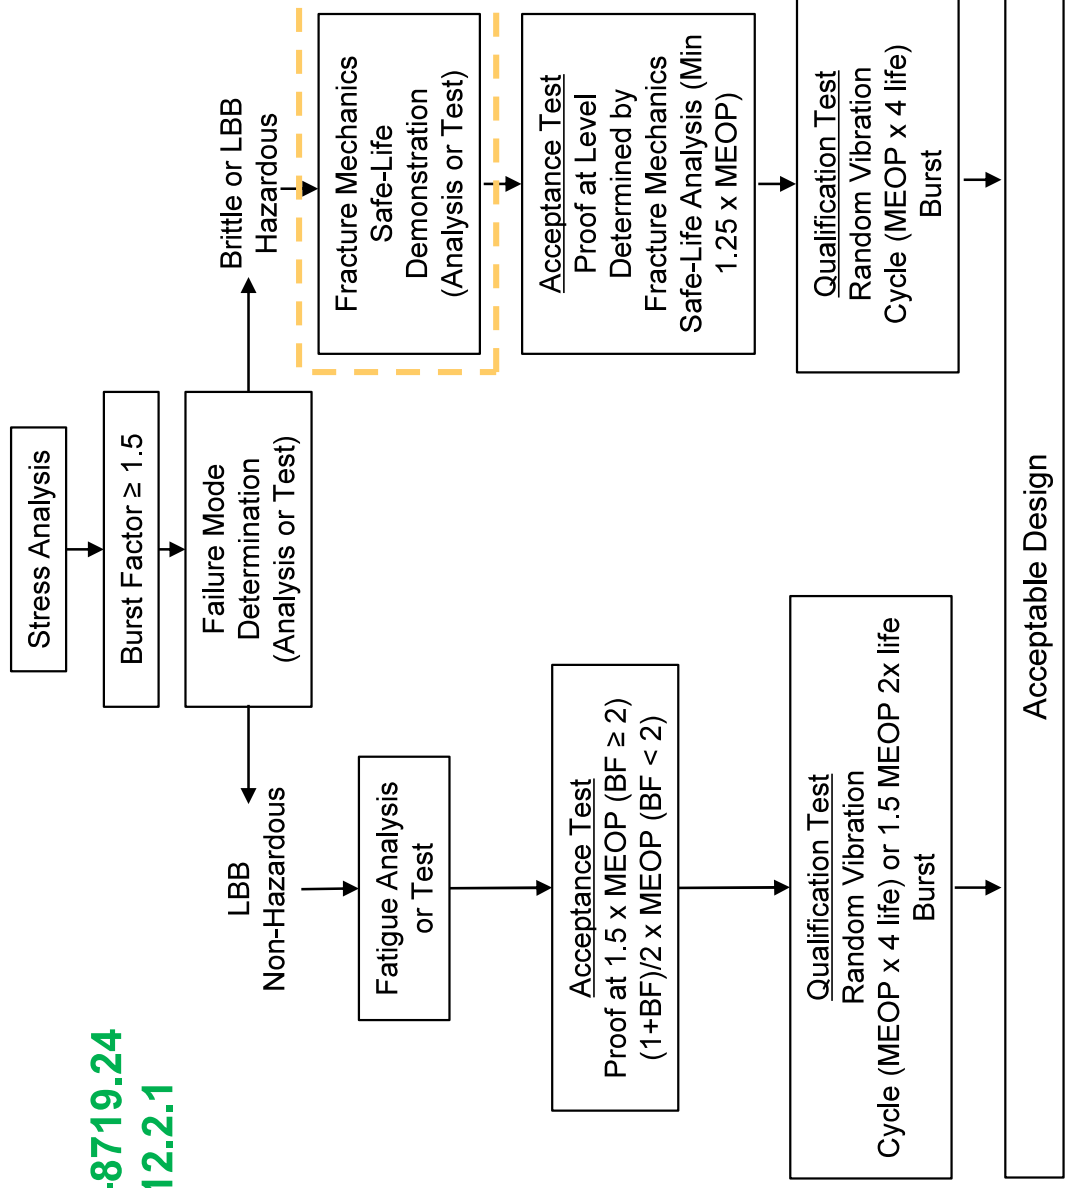 -8719.24
12.2.1
Stress Analysis
Burst Factor ≥ 1.5
Failure Mode
Determination
(Analysis or Test)
LBB
Non-Hazardous
Fatigue Analysis
or Test
Acceptance Test
Proof at 1.5 x MEOP (BF ≥ 2)
(1+BF)/2 x MEOP (BF < 2)
Qualification Test
Random Vibration
Cycle (MEOP x 4 life) or 1.5 MEOP 2x life
Burst
Brittle or LBB
Hazardous
Fracture Mechanics
Safe-Life
Demonstration
(Analysis or Test)
Acceptance Test
Proof at Level
Determined by
Fracture Mechanics
Safe-Life Analysis (Min
1.25 x MEOP)
Qualification Test
Random Vibration
Cycle (MEOP x 4 life)
Burst
Acceptable Design